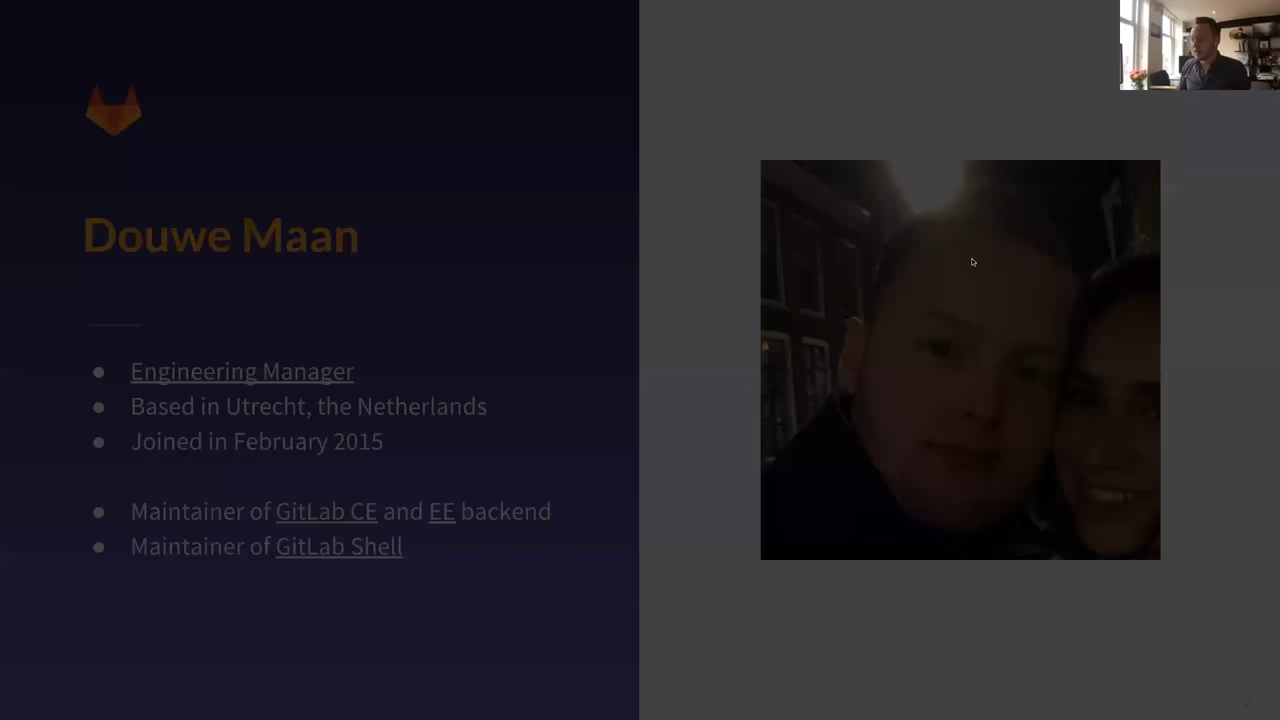 Douwe Maan
Engineering Manager
Based in Utrecht, the Netherlands
Joined in February 2015
Maintainer of GitLab CE and EE backend
Maintainer of GitLab Shell